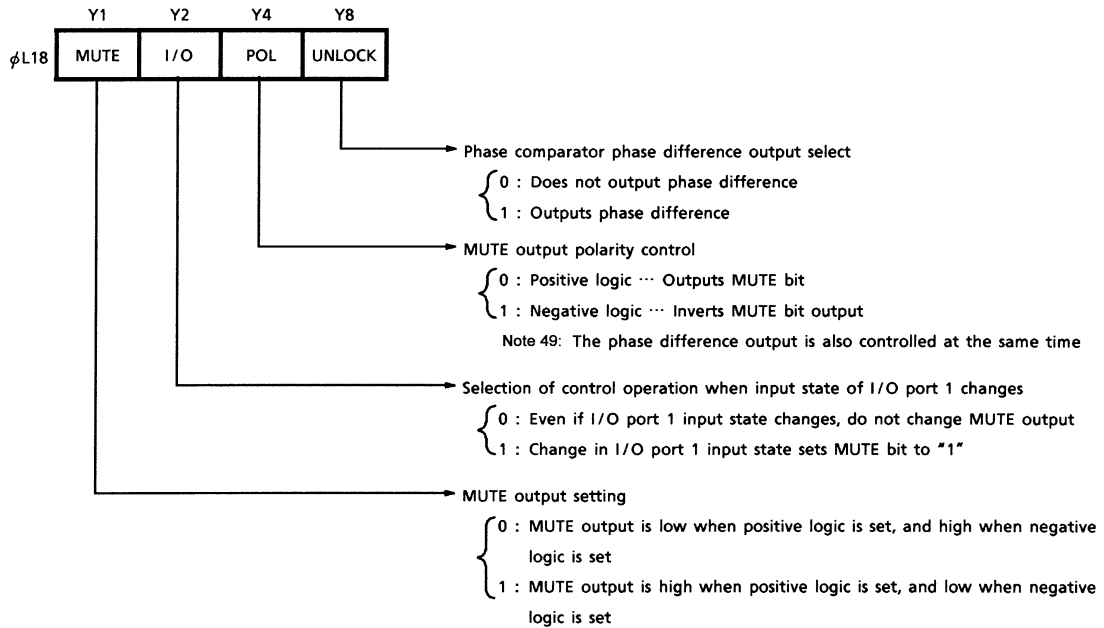 Y1 Y2 Y4 Y8
ϕL18 MUTE I/O POL UNLOCK
Phase comparator phase difference output select
0 : Does not output phase difference
1 : Outputs phase difference
MUTE output polarity control
0 : Positive logic ··· Outputs MUTE bit
1 : Negative logic ··· Inverts MUTE bit output
Note 49: The phase difference output is also controlled at the same time
Selection of control operation when input state of I/O port 1 changes
0 : Even if I/O port 1 input state changes, do not change MUTE output
1 : Change in I/O port 1 input state sets MUTE bit to "1"
MUTE output setting
0 : MUTE output is low when positive logic is set, and high when negative
logic is set
1 : MUTE output is high when positive logic is set, and low when negative
logic is set